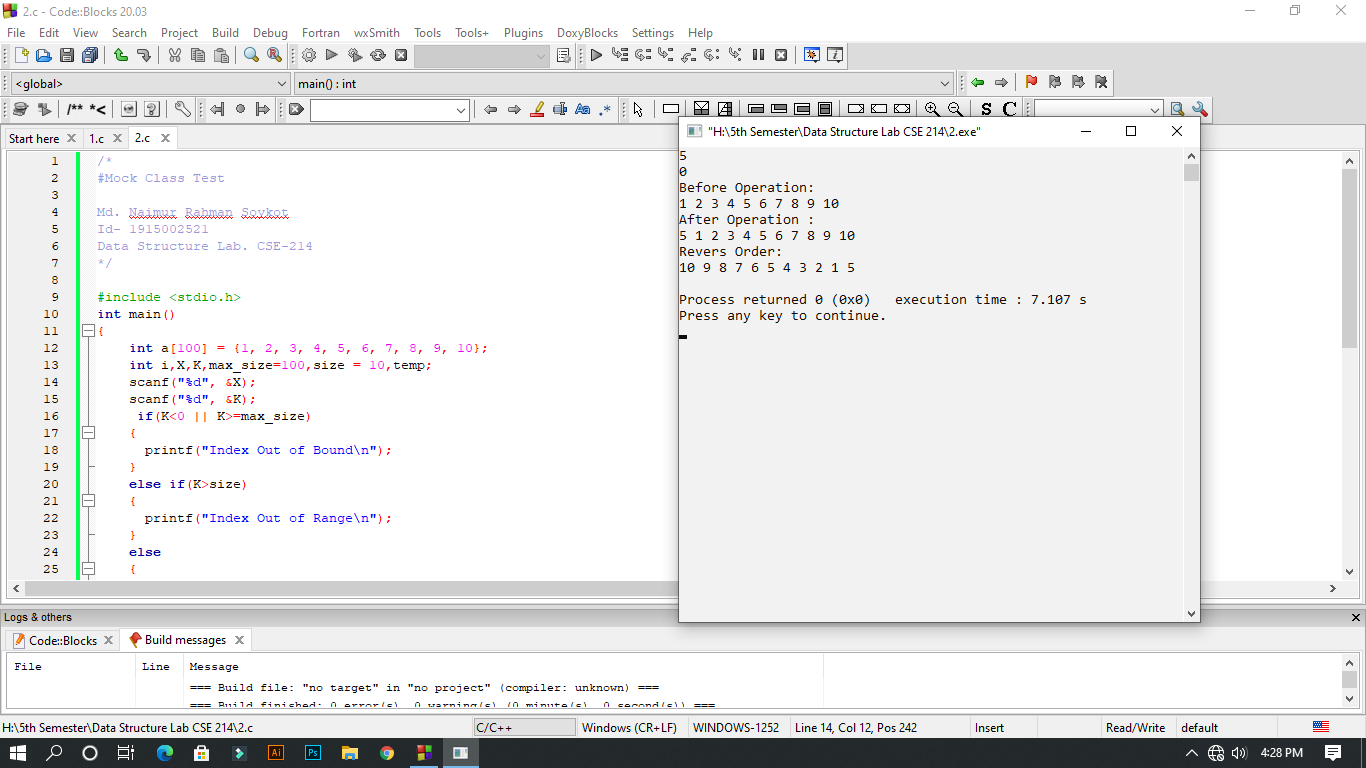 2.c - Code::Blocks 20.03
File Edit View Search Project Build Debug Fortran wxSmith Tools Tools+ Plugins DoxyBlocks Settings Help
<global> main() : int
/** *< Aa .* S C
Start here 1.c 2.c
1 /*
2 #Mock Class Test
3
4 Md. Naimur Rahman Soykot
5 Id- 1915002521
6 Data Structure Lab. CSE-214
7 */
8
9 #include <stdio.h>
10 int main()
11 {
12 int a[100] = {1, 2, 3, 4, 5, 6, 7, 8, 9, 10};
13 int i,X,K,max_size=100,size = 10,temp;
14 scanf("%d", &X);
15 scanf("%d", &K);
16 if(K<0 || K>=max_size)
17 {
18 printf("Index Out of Bound\n");
19 }
20 else if(K>size)
21 {
22 printf("Index Out of Range\n");
23 }
24 else
25 {
"H:\5th Semester\Data Structure Lab CSE 214\2.exe"
5
0
Before Operation:
1 2 3 4 5 6 7 8 9 10
After Operation :
5 1 2 3 4 5 6 7 8 9 10
Revers Order:
10 9 8 7 6 5 4 3 2 1 5
Process returned 0 (0x0) execution time : 7.107 s
Press any key to continue.
Logs & others
Code::Blocks Build messages
File Line Message
=== Build file: "no target" in "no project" (compiler: unknown) ===
=== Build finished: 0 error(s), 0 warning(s) (0 minute(s), 0 second(s)) ===
H:\5th Semester\Data Structure Lab CSE 214\2.c C/C++ Windows (CR+LF) WINDOWS-1252 Line 14, Col 12, Pos 242 Insert Read/Write default
Ai Ps 4:28 PM